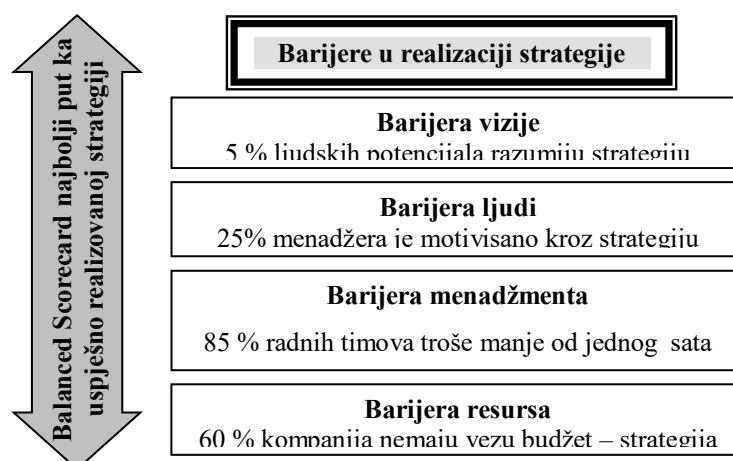 Balanced Scorecard najbolji put ka
uspješno realizovanoj strategiji
Barijere u realizaciji strategije
Barijera vizije
5 % ljudskih potencijala razumiju strategiju
Barijera ljudi
25% menadžera je motivisano kroz strategiju
Barijera menadžmenta
85 % radnih timova troše manje od jednog sata
Barijera resursa
60 % kompanija nemaju vezu budžet – strategija